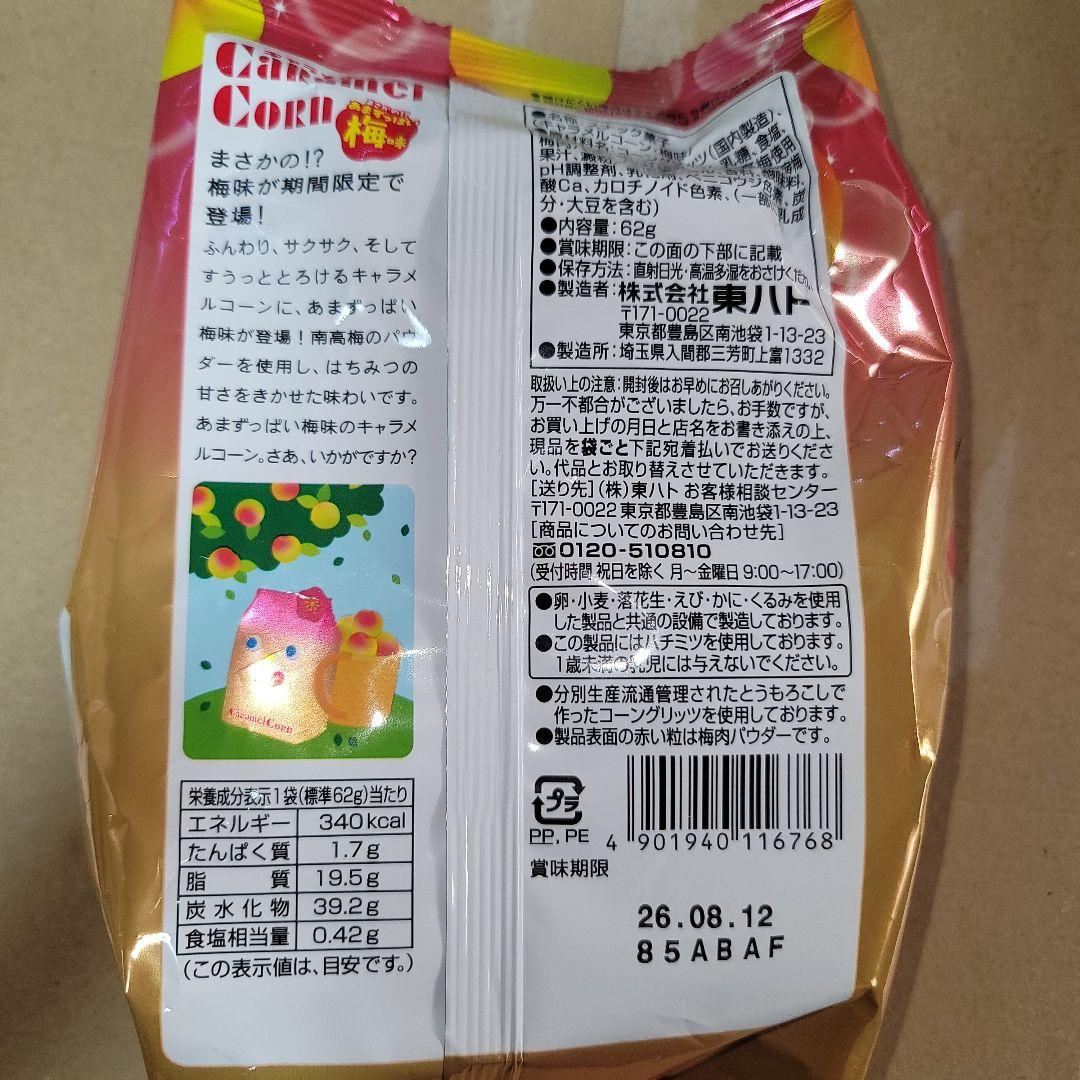 Caramel
Corn
あまずっぱい
梅味
まさかの!?
梅味が期間限定で
登場!
ふんわり、サクサク、そして
すうっととろけるキャラメ
ルコーンに、あまずっぱい
梅味が登場!南高梅のパウ
ダーを使用し、はちみつの
甘さをきかせた味わいです。
あまずっぱい梅味のキャラメ
ルコーン。さあ、いかがですか?
CaramelCorn
栄養成分表示1袋(標準62g)当たり
エネルギー 340kcal
たんぱく質 1.7g
脂質 19.5g
炭水化物 39.2g
食塩相当量 0.42g
(この表示値は、目安です。)
(国内製造)、
pH調整剤、
コウジ色素、炭
酸Ca、カロチノイド色素、(一部に乳成
分・大豆を含む)
●内容量:62g
●賞味期限:この面の下部に記載
●保存方法:直射日光・高温多湿をおさけください
●製造者:株式会社東ハト
〒171-0022
東京都豊島区南池袋1-13-23
●製造所:埼玉県入間郡三芳町上富1332
取扱い上の注意:開封後はお早めにお召しあがりください。
万一不都合がございましたら、お手数ですが、
お買い上げの月日と店名をお書き添えの上、
現品を袋ごと下記宛着払いでお送りくださ
い。代品とお取り替えさせていただきます。
[送り先](株)東ハト お客様相談センター
〒171-0022 東京都豊島区南池袋1-13-23
[商品についてのお問い合わせ先]
0120-510810
(受付時間 祝日を除く 月〜金曜日 9:00〜17:00)
●卵・小麦・落花生・えび・かに・くるみを使用
した製品と共通の設備で製造しております。
●この製品にはハチミツを使用しております。
1歳未満の乳児には与えないでください。
●分別生産流通管理されたとうもろこしで
作ったコーングリッツを使用しております。
●製品表面の赤い粒は梅肉パウダーです。
プラ
PP, PE
4 901940 116768
賞味期限
26.08.12
85ABAF